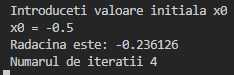 Introduceti valoare initiala x0
x0 = -0.5
Radacina este: -0.236126
Numarul de iteratii 4